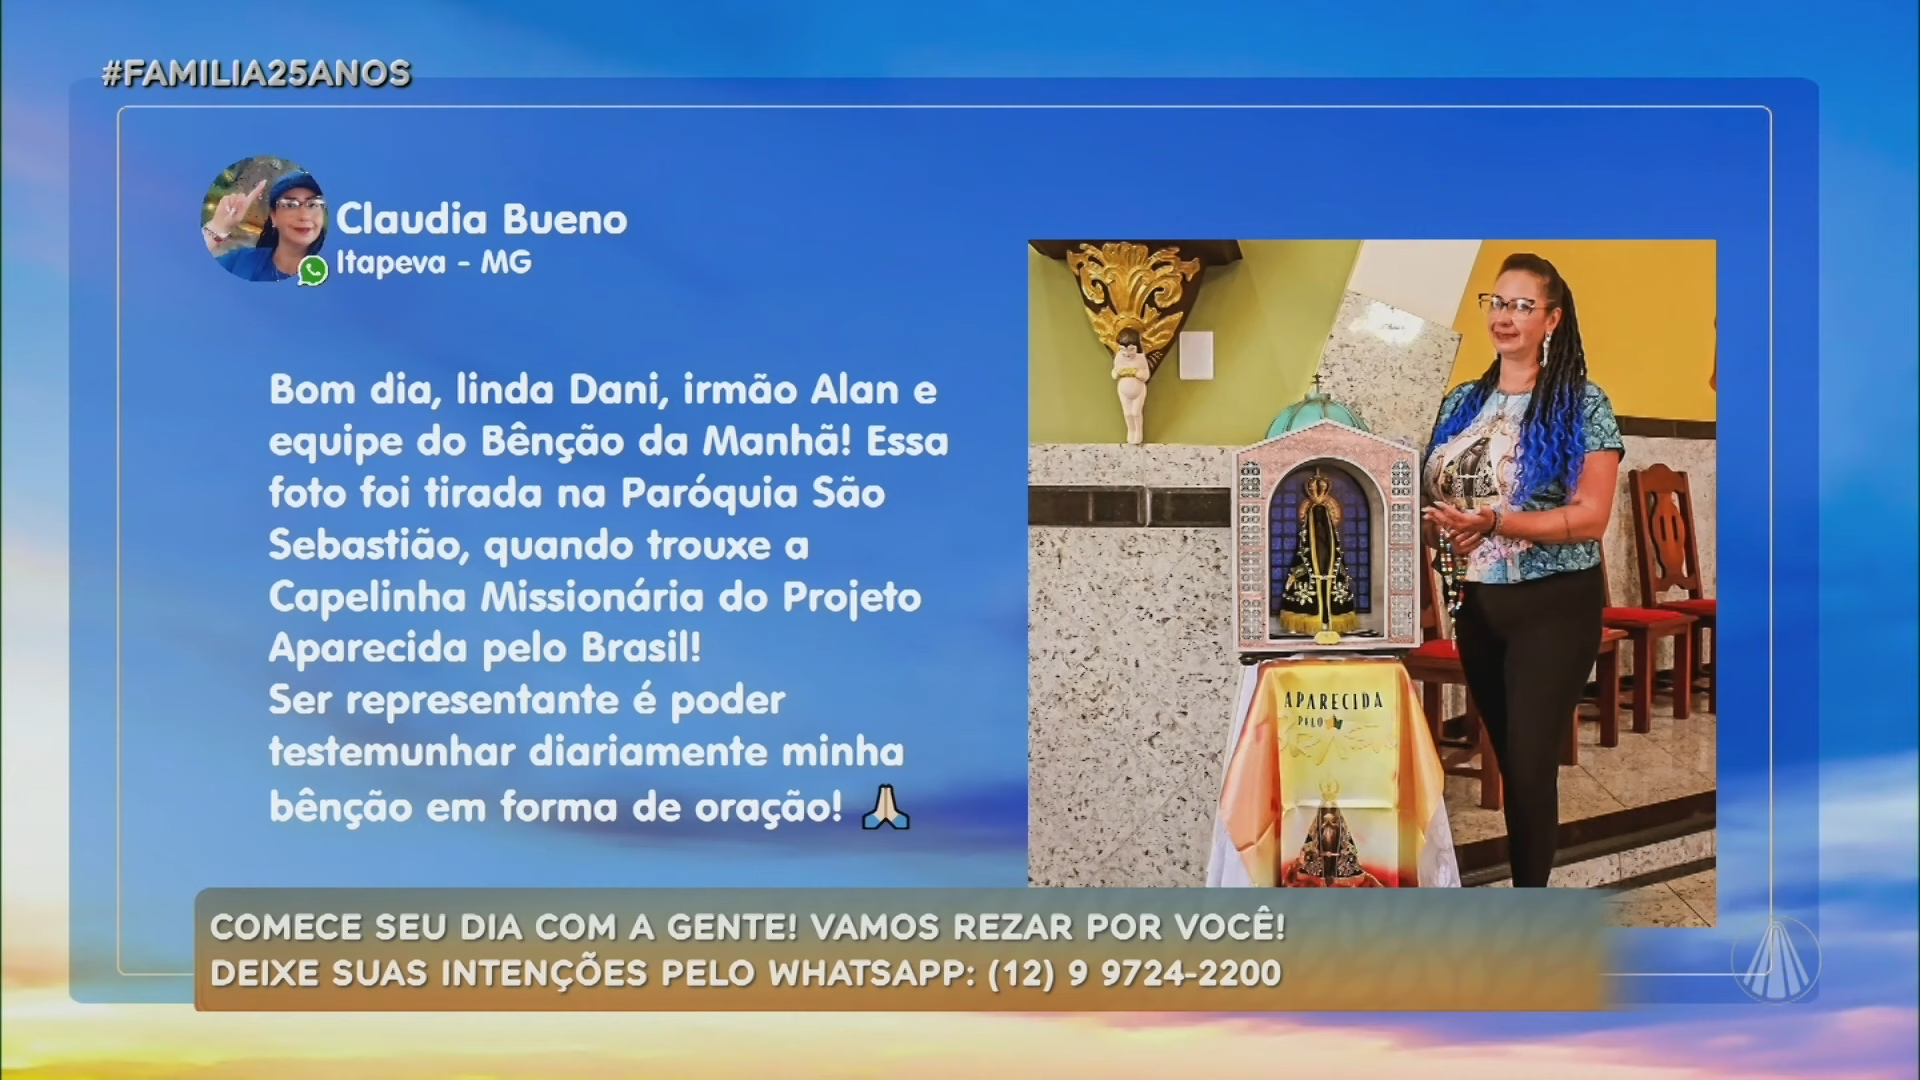 #FAMILIA25ANOS
Claudia Bueno
Itapeva - MG
Bom dia, linda Dani, irmão Alan e
equipe do Bênção da Manhã! Essa
foto foi tirada na Paróquia São
Sebastião, quando trouxe a
Capelinha Missionária do Projeto
Aparecida pelo Brasil!
Ser representante é poder
testemunhar diariamente minha
bênção em forma de oração! 🙏🏻
APARECIDA
PELO
BRASIL
COMECE SEU DIA COM A GENTE! VAMOS REZAR POR VOCÊ!
DEIXE SUAS INTENÇÕES PELO WHATSAPP: (12) 9 9724-2200